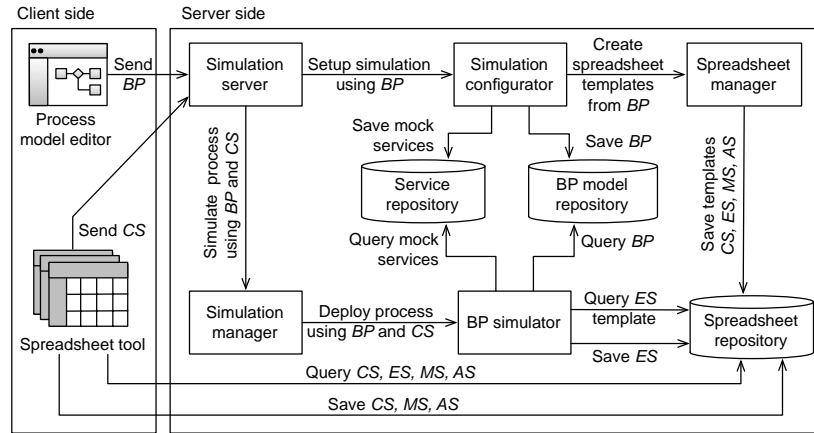 Client side
Server side
Send
BP
Process
model editor
Simulation
server
Setup simulation
using BP
Simulation
configurator
Create
spreadsheet
templates
from BP
Spreadsheet
manager
Save mock
services
Save BP
Service
repository
BP model
repository
Simulate process
using BP and CS
Save templates
CS, ES, MS, AS
Send CS
Query mock
services
Query BP
Spreadsheet tool
Simulation
manager
Deploy process
using BP and CS
BP simulator
Query ES
template
Save ES
Spreadsheet
repository
Query CS, ES, MS, AS
Save CS, MS, AS